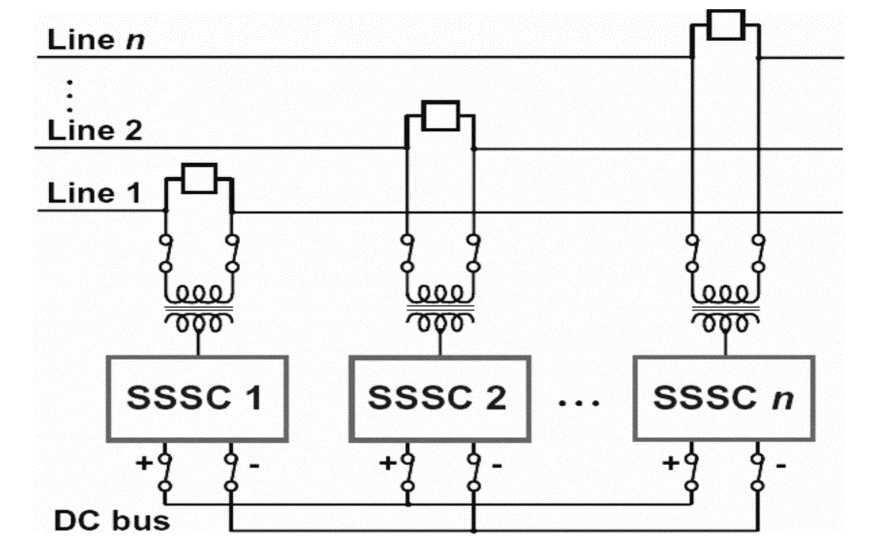 Line n
⋮
Line 2
Line 1
SSSC 1 SSSC 2 ... SSSC n
+ - + - + -
DC bus